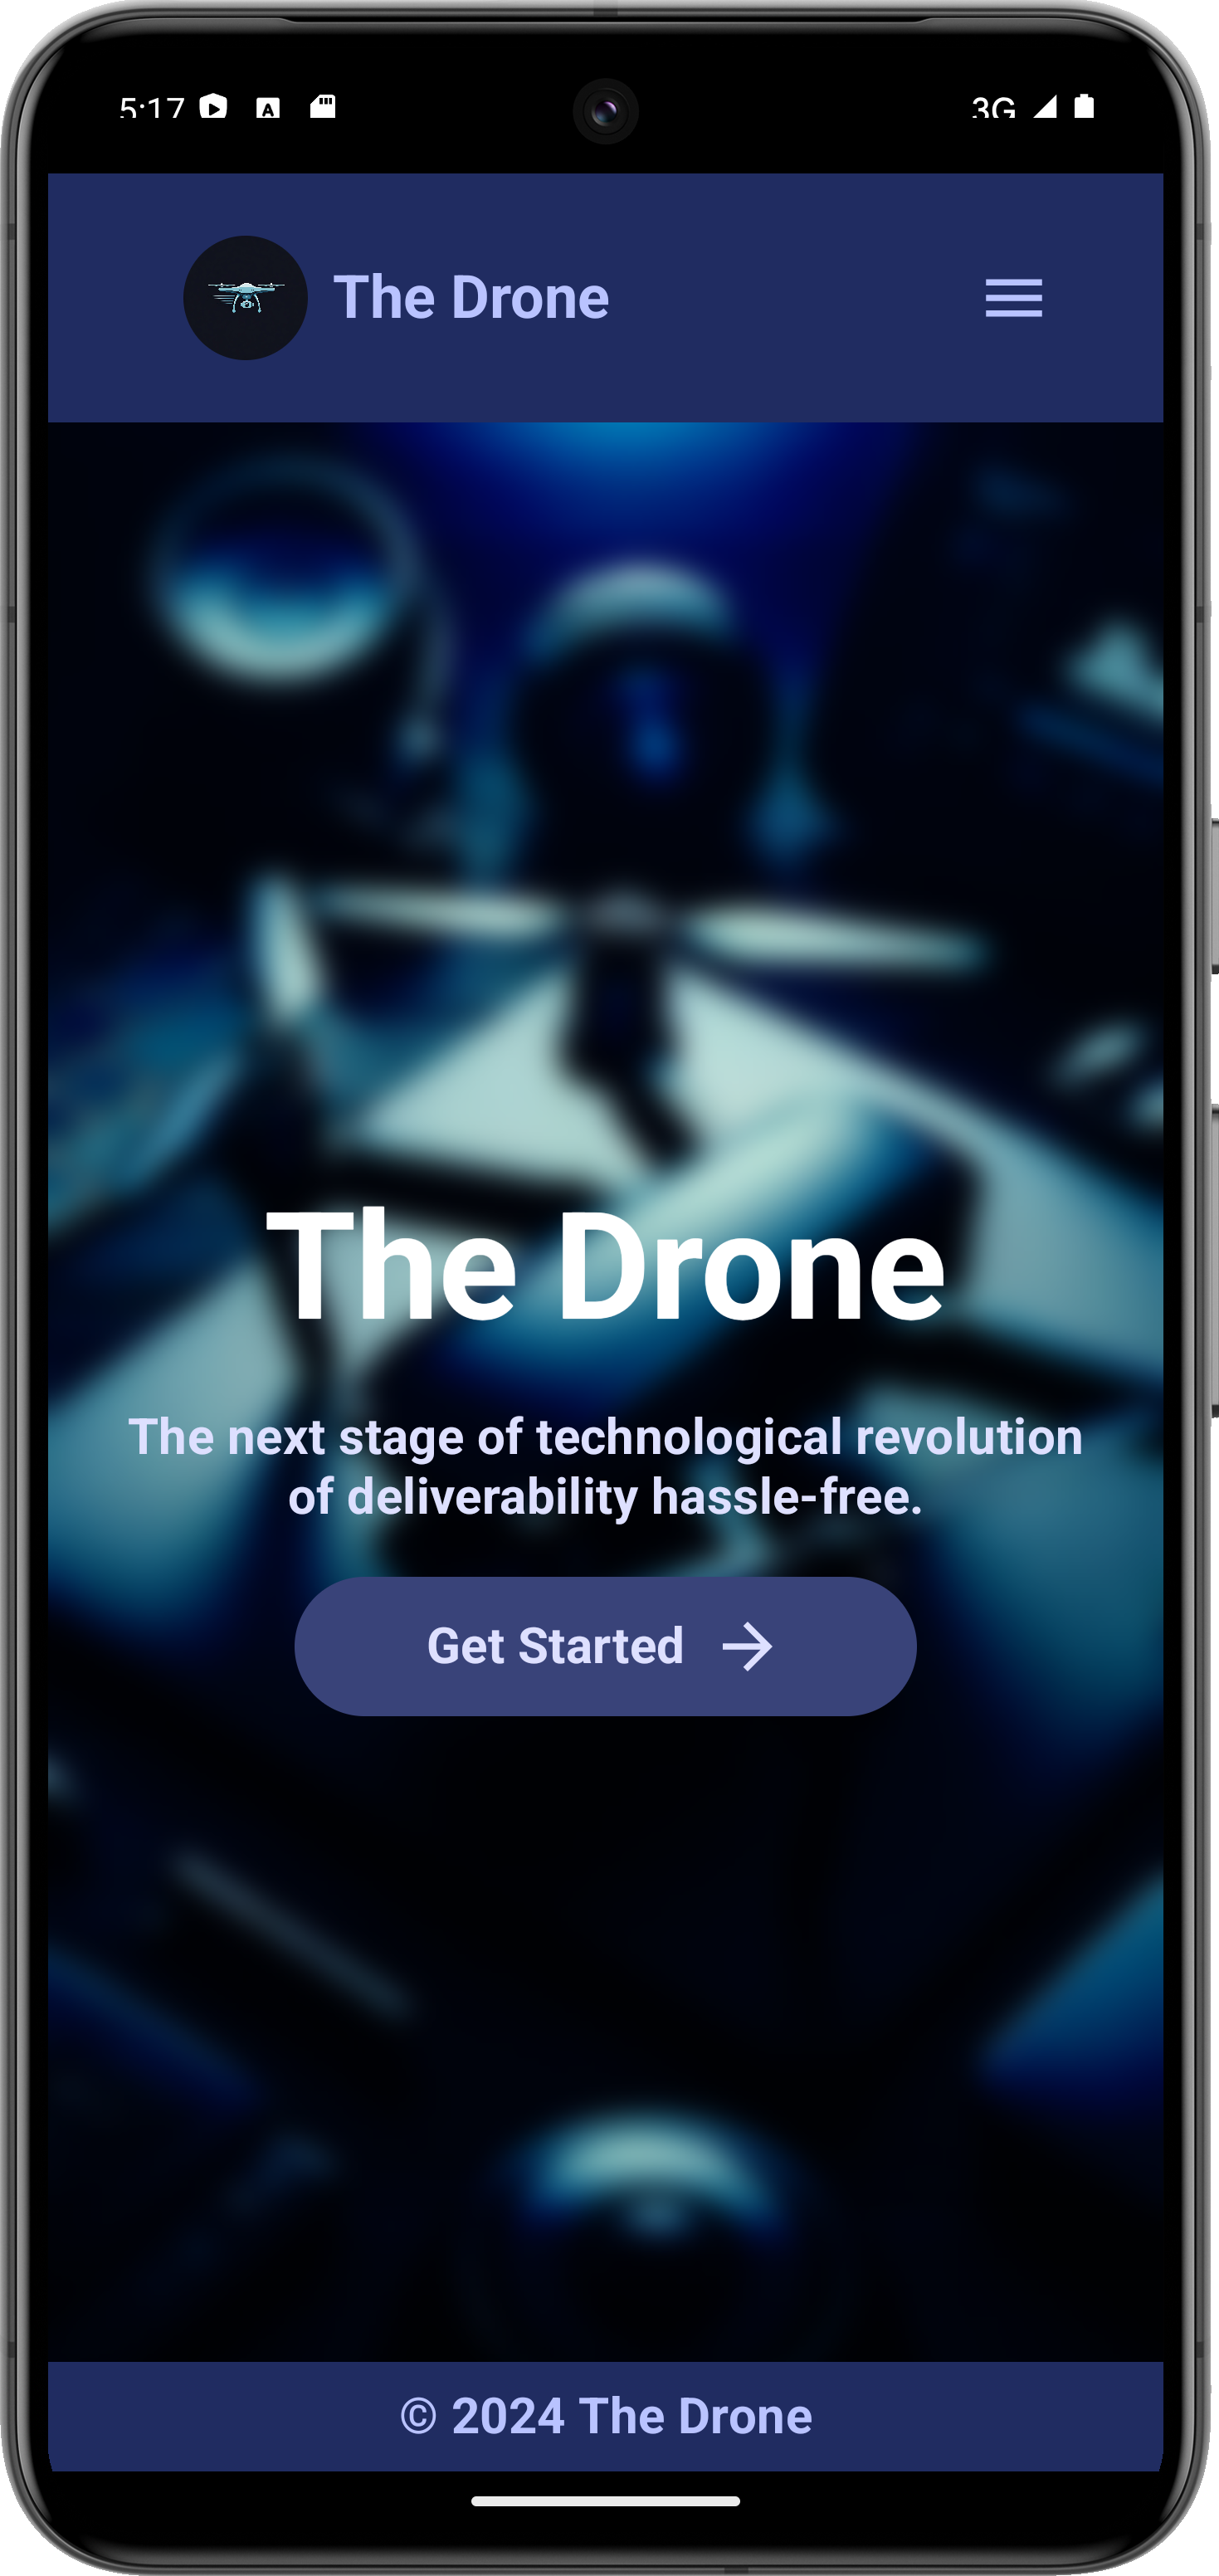 5:17 3G
The Drone
The Drone
The next stage of technological revolution
of deliverability hassle-free.
Get Started
© 2024 The Drone